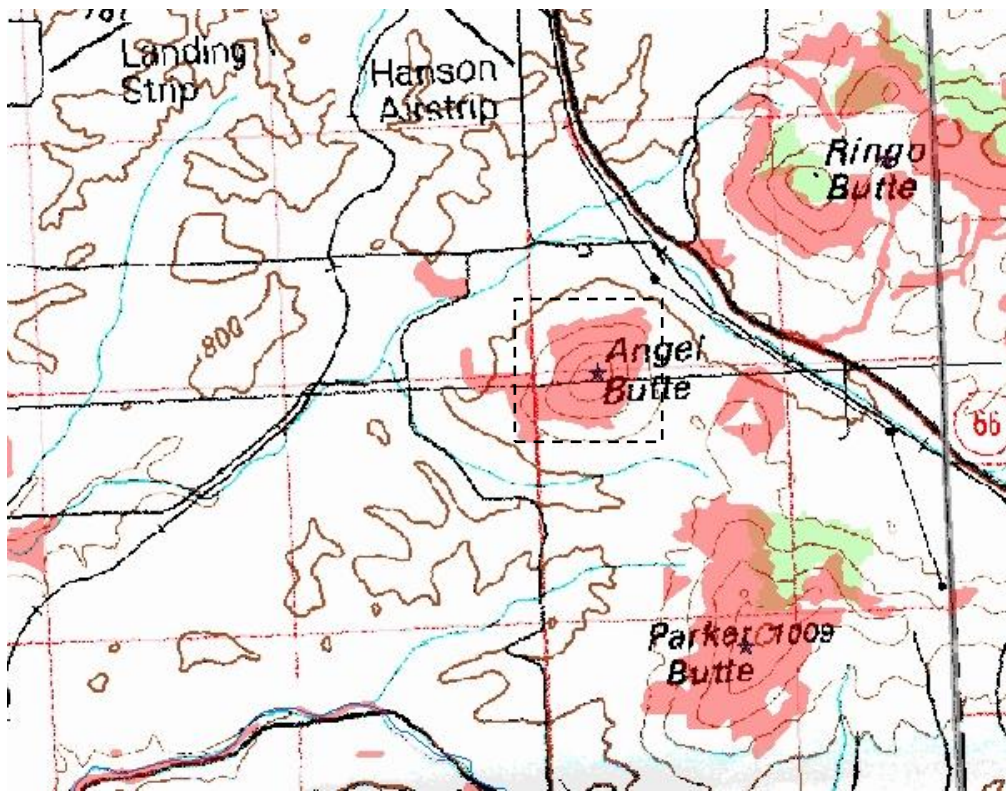 Landing
Strip
Hanson
Airstrip
Ringo
Butte
800
Angel
Butte
66
Parker 1009
Butte